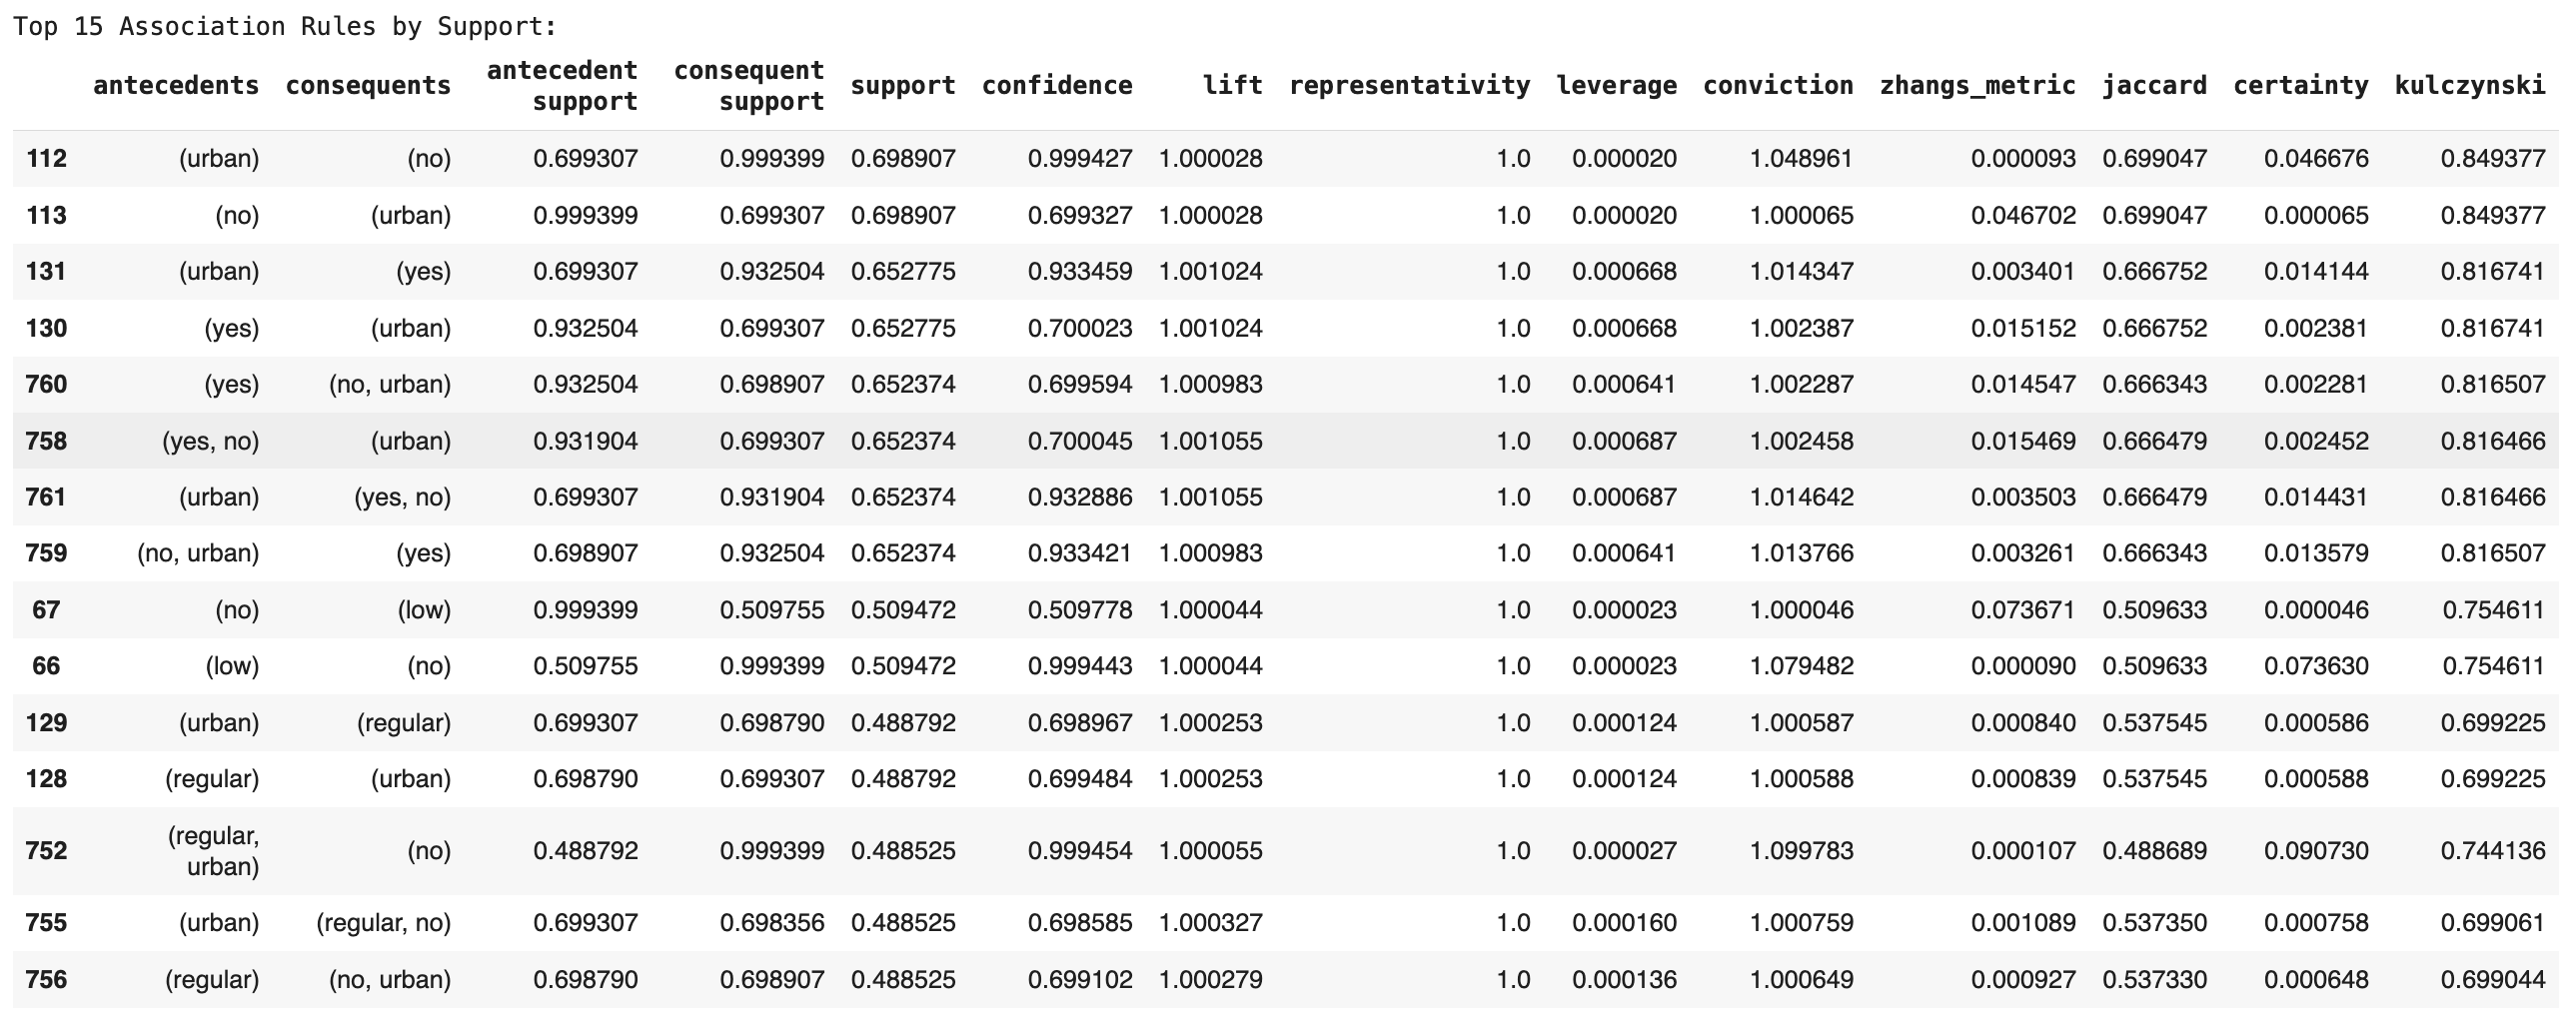 Top 15 Association Rules by Support:
antecedents consequents antecedent support consequent support support confidence lift representativity leverage conviction zhangs_metric jaccard certainty kulczynski
112 (urban) (no) 0.699307 0.999399 0.698907 0.999427 1.000028 1.0 0.000020 1.048961 0.000093 0.699047 0.046676 0.849377
113 (no) (urban) 0.999399 0.699307 0.698907 0.699327 1.000028 1.0 0.000020 1.000065 0.046702 0.699047 0.000065 0.849377
131 (urban) (yes) 0.699307 0.932504 0.652775 0.933459 1.001024 1.0 0.000668 1.014347 0.003401 0.666752 0.014144 0.816741
130 (yes) (urban) 0.932504 0.699307 0.652775 0.700023 1.001024 1.0 0.000668 1.002387 0.015152 0.666752 0.002381 0.816741
760 (yes) (no, urban) 0.932504 0.698907 0.652374 0.699594 1.000983 1.0 0.000641 1.002287 0.014547 0.666343 0.002281 0.816507
758 (yes, no) (urban) 0.931904 0.699307 0.652374 0.700045 1.001055 1.0 0.000687 1.002458 0.015469 0.666479 0.002452 0.816466
761 (urban) (yes, no) 0.699307 0.931904 0.652374 0.932886 1.001055 1.0 0.000687 1.014642 0.003503 0.666479 0.014431 0.816466
759 (no, urban) (yes) 0.698907 0.932504 0.652374 0.933421 1.000983 1.0 0.000641 1.013766 0.003261 0.666343 0.013579 0.816507
67 (no) (low) 0.999399 0.509755 0.509472 0.509778 1.000044 1.0 0.000023 1.000046 0.073671 0.509633 0.000046 0.754611
66 (low) (no) 0.509755 0.999399 0.509472 0.999443 1.000044 1.0 0.000023 1.079482 0.000090 0.509633 0.073630 0.754611
129 (urban) (regular) 0.699307 0.698790 0.488792 0.698967 1.000253 1.0 0.000124 1.000587 0.000840 0.537545 0.000586 0.699225
128 (regular) (urban) 0.698790 0.699307 0.488792 0.699484 1.000253 1.0 0.000124 1.000588 0.000839 0.537545 0.000588 0.699225
752 (regular, urban) (no) 0.488792 0.999399 0.488525 0.999454 1.000055 1.0 0.000027 1.099783 0.000107 0.488689 0.090730 0.744136
755 (urban) (regular, no) 0.699307 0.698356 0.488525 0.698585 1.000327 1.0 0.000160 1.000759 0.001089 0.537350 0.000758 0.699061
756 (regular) (no, urban) 0.698790 0.698907 0.488525 0.699102 1.000279 1.0 0.000136 1.000649 0.000927 0.537330 0.000648 0.699044